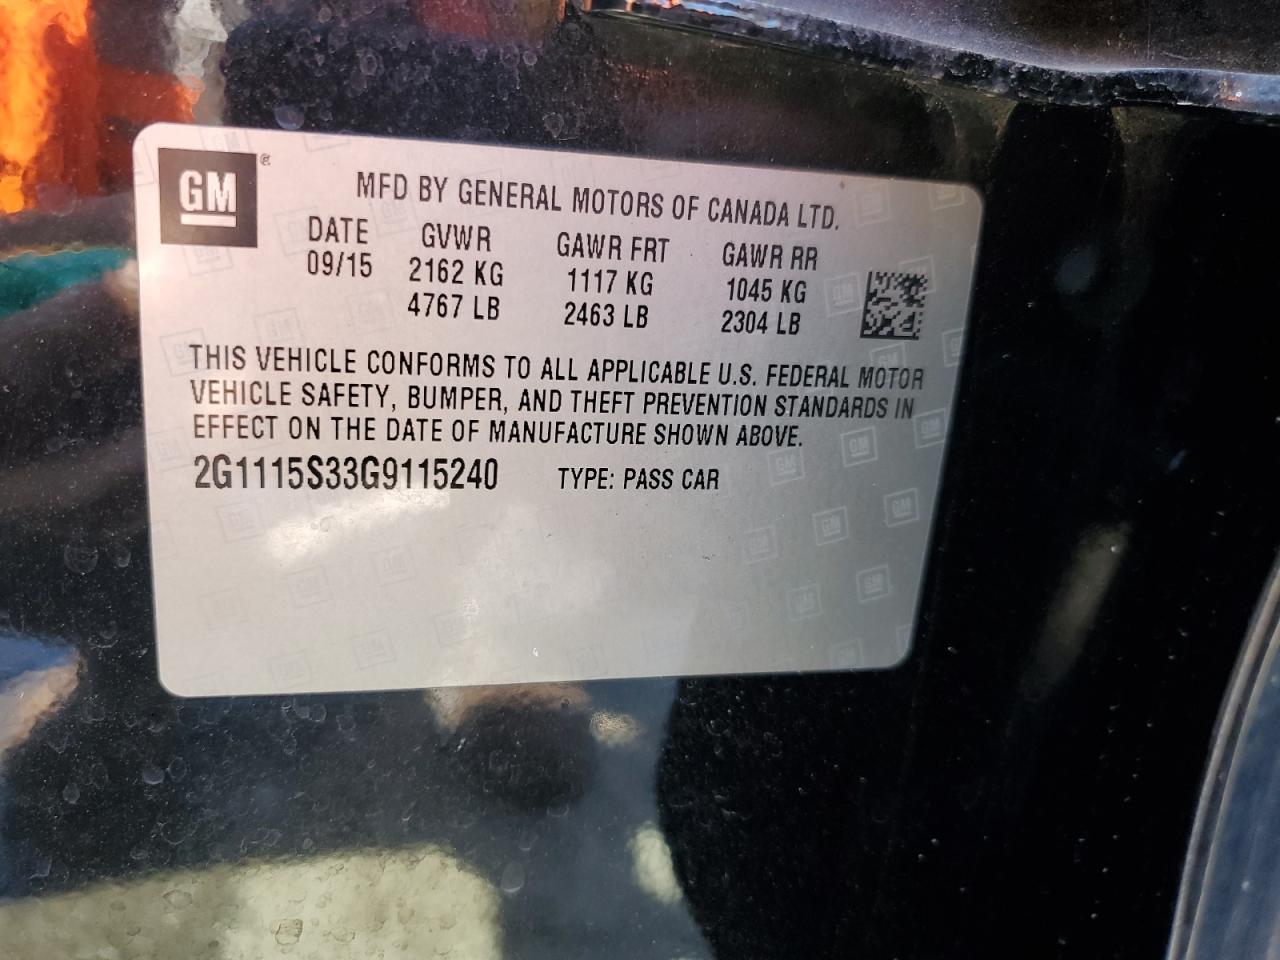 GM ®
MFD BY GENERAL MOTORS OF CANADA LTD.
DATE GVWR GAWR FRT GAWR RR
09/15 2162 KG 1117 KG 1045 KG
4767 LB 2463 LB 2304 LB
THIS VEHICLE CONFORMS TO ALL APPLICABLE U.S. FEDERAL MOTOR
VEHICLE SAFETY, BUMPER, AND THEFT PREVENTION STANDARDS IN
EFFECT ON THE DATE OF MANUFACTURE SHOWN ABOVE.
2G1115S33G9115240 TYPE: PASS CAR